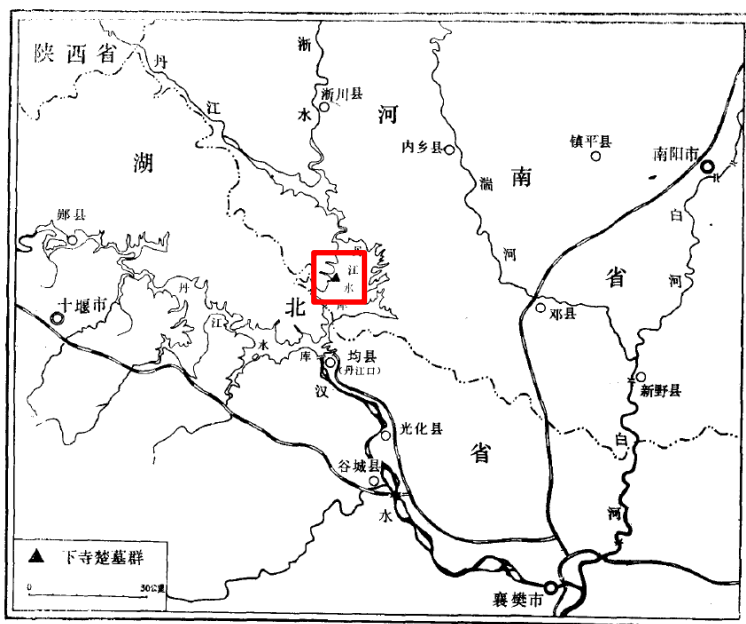 陕西省
丹
江
淅
水
淅川县
河
内乡县
镇平县
南阳市
湖
南
湍
河
白
河
郧县
丹
江
水
库
省
十堰市
丹
江
水
库
北
邓县
均县
(丹江口)
汉
新野县
光化县
白
省
谷城县
水
河
下寺楚墓群
0
30公里
襄樊市